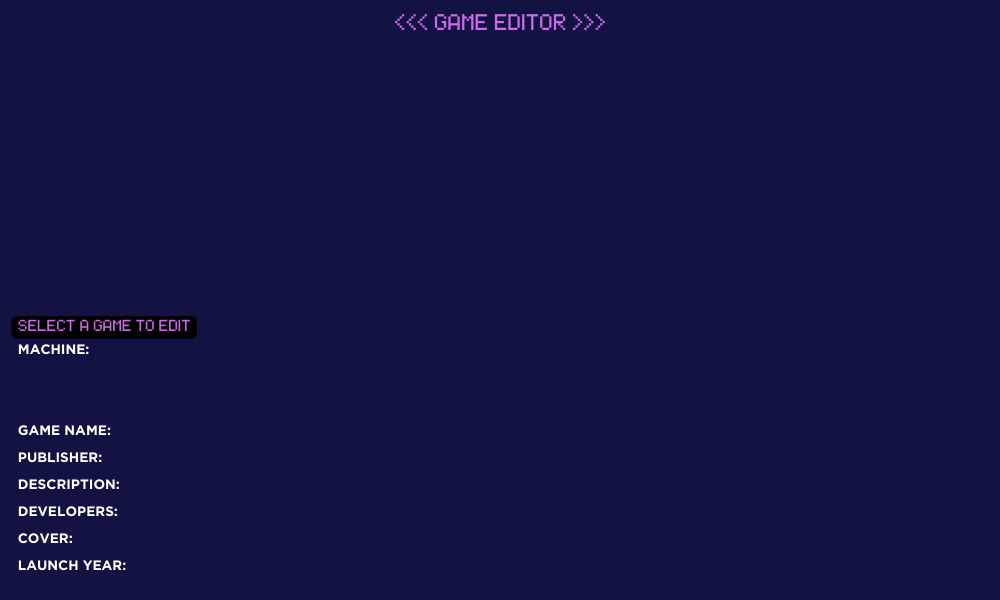 <<< GAME EDITOR >>>
SELECT A GAME TO EDIT
MACHINE:
GAME NAME:
PUBLISHER:
DESCRIPTION:
DEVELOPERS:
COVER:
LAUNCH YEAR: